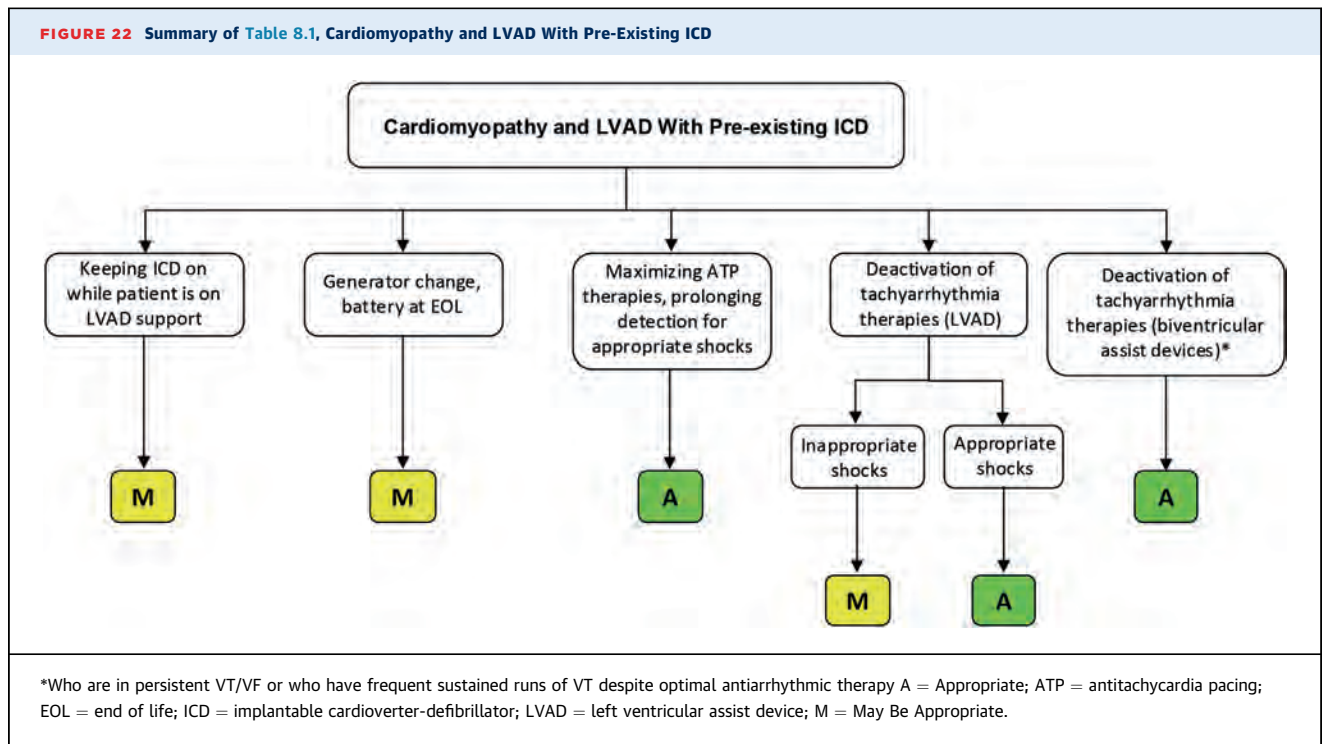 FIGURE 22 Summary of Table 8.1, Cardiomyopathy and LVAD With Pre-Existing ICD
Cardiomyopathy and LVAD With Pre-existing ICD
Keeping ICD on
while patient is on
LVAD support
Generator change,
battery at EOL
Maximizing ATP
therapies, prolonging
detection for
appropriate shocks
Deactivation of
tachyarrhythmia
therapies (LVAD)
Deactivation of
tachyarrhythmia
therapies (biventricular
assist devices)*
Inappropriate
shocks
Appropriate
shocks
M
M
A
A
M
A
*Who are in persistent VT/VF or who have frequent sustained runs of VT despite optimal antiarrhythmic therapy A = Appropriate; ATP = antitachycardia pacing;
EOL = end of life; ICD = implantable cardioverter-defibrillator; LVAD = left ventricular assist device; M = May Be Appropriate.